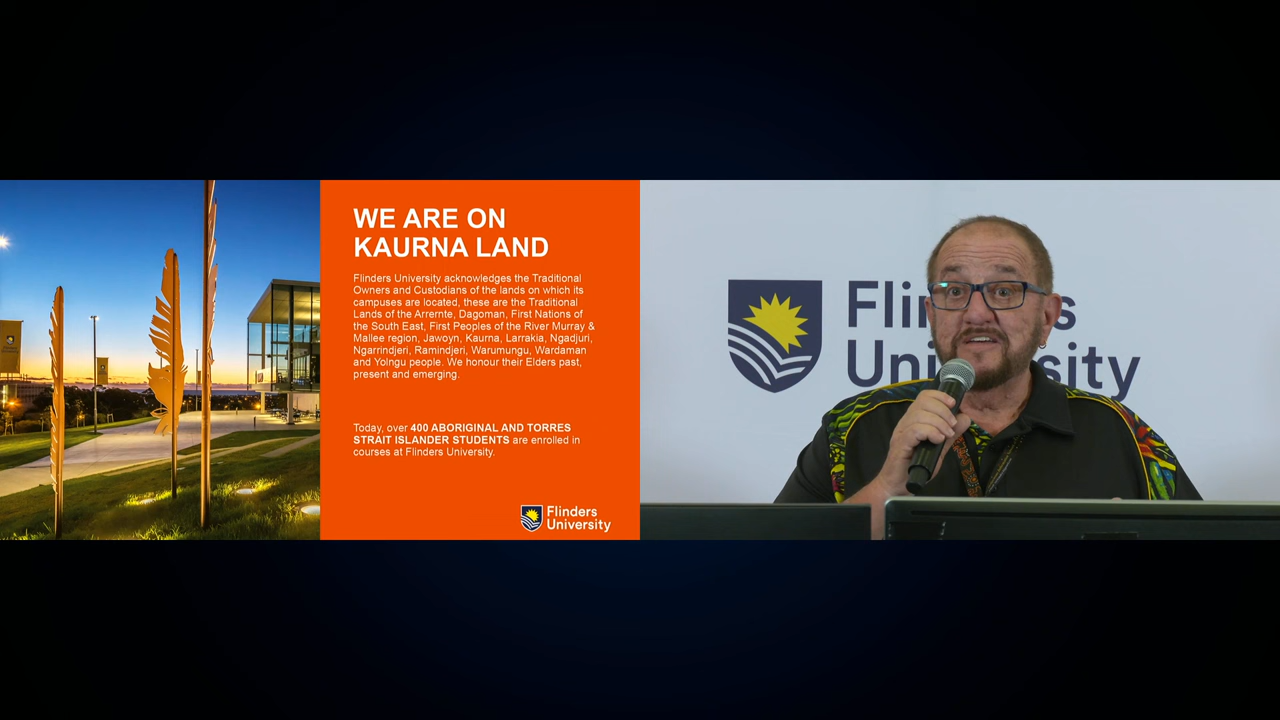 WE ARE ON
KAURNA LAND
Flinders University acknowledges the Traditional
Owners and Custodians of the lands on which its
campuses are located, these are the Traditional
Lands of the Arrernte, Dagoman, First Nations of
the South East, First Peoples of the River Murray &
Mallee region, Jawoyn, Kaurna, Larrakia, Ngadjuri,
Ngarrindjeri, Ramindjeri, Warumungu, Wardaman
and Yolngu people. We honour their Elders past,
present and emerging.
Today, over 400 ABORIGINAL AND TORRES
STRAIT ISLANDER STUDENTS are enrolled in
courses at Flinders University.
Flinders
University
Flinders
University